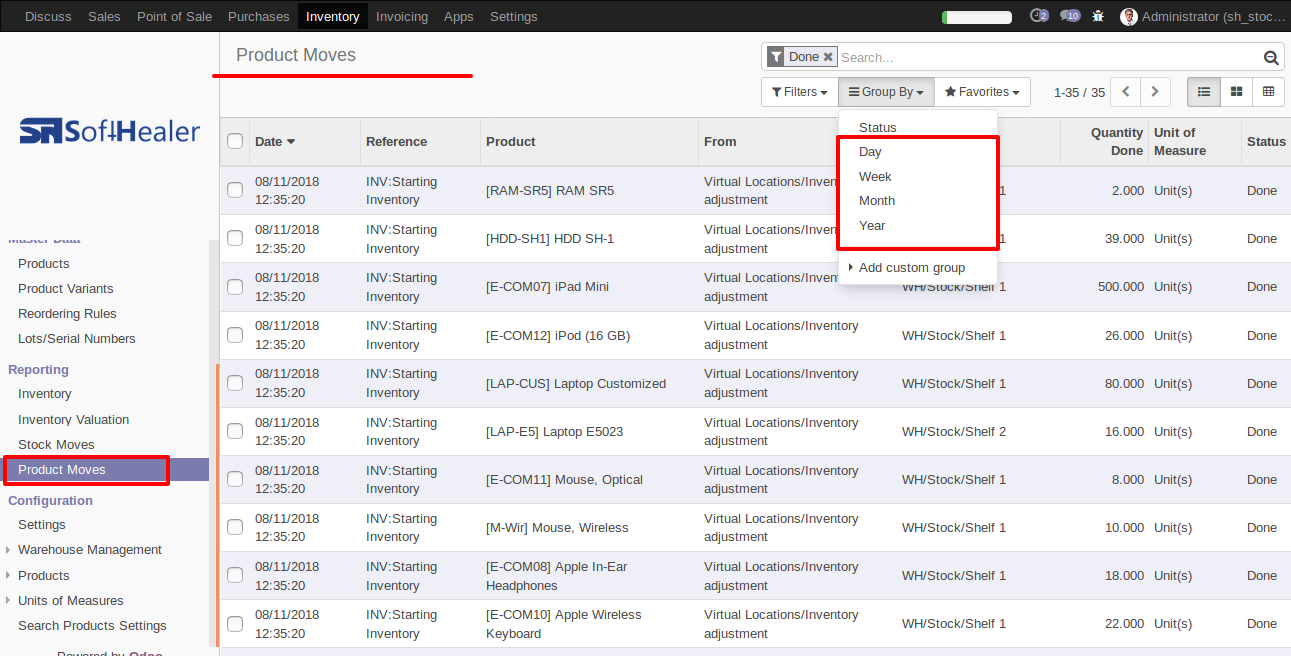 Discuss Sales Point of Sale Purchases Inventory Invoicing Apps Settings 2 10 Administrator (sh_stoc...
Product Moves
Done Search...
Filters Group By Favorites 1-35 / 35
SR SoftHealer
Master Data
Products
Product Variants
Reordering Rules
Lots/Serial Numbers
Reporting
Inventory
Inventory Valuation
Stock Moves
Product Moves
Configuration
Settings
Warehouse Management
Products
Units of Measures
Search Products Settings
Powered by Odoo
Status
Day
Week
Month
Year
Add custom group
Date Reference Product From Quantity Done Unit of Measure Status
08/11/2018 12:35:20 INV:Starting Inventory [RAM-SR5] RAM SR5 Virtual Locations/Inven adjustment 1 2.000 Unit(s) Done
08/11/2018 12:35:20 INV:Starting Inventory [HDD-SH1] HDD SH-1 Virtual Locations/Inven adjustment 1 39.000 Unit(s) Done
08/11/2018 12:35:20 INV:Starting Inventory [E-COM07] iPad Mini Virtual Locations/Inven adjustment WH/Stock/Shelf 1 500.000 Unit(s) Done
08/11/2018 12:35:20 INV:Starting Inventory [E-COM12] iPod (16 GB) Virtual Locations/Inventory adjustment WH/Stock/Shelf 1 26.000 Unit(s) Done
08/11/2018 12:35:20 INV:Starting Inventory [LAP-CUS] Laptop Customized Virtual Locations/Inventory adjustment WH/Stock/Shelf 1 80.000 Unit(s) Done
08/11/2018 12:35:20 INV:Starting Inventory [LAP-E5] Laptop E5023 Virtual Locations/Inventory adjustment WH/Stock/Shelf 2 16.000 Unit(s) Done
08/11/2018 12:35:20 INV:Starting Inventory [E-COM11] Mouse, Optical Virtual Locations/Inventory adjustment WH/Stock/Shelf 1 8.000 Unit(s) Done
08/11/2018 12:35:20 INV:Starting Inventory [M-Wir] Mouse, Wireless Virtual Locations/Inventory adjustment WH/Stock/Shelf 1 10.000 Unit(s) Done
08/11/2018 12:35:20 INV:Starting Inventory [E-COM08] Apple In-Ear Headphones Virtual Locations/Inventory adjustment WH/Stock/Shelf 1 18.000 Unit(s) Done
08/11/2018 12:35:20 INV:Starting Inventory [E-COM10] Apple Wireless Keyboard Virtual Locations/Inventory adjustment WH/Stock/Shelf 1 22.000 Unit(s) Done